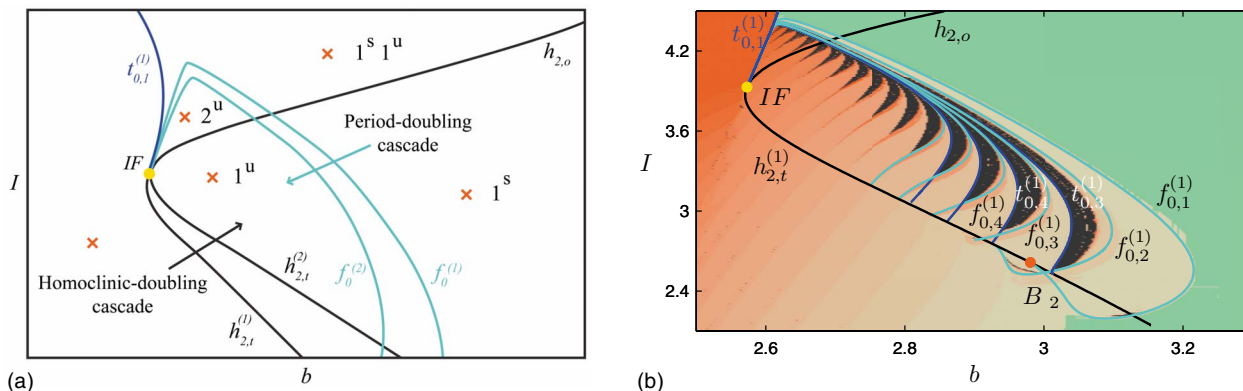 t_{0,1}^{(1)}
1^s 1^u
h_{2,o}
2^u
Period-doubling
cascade
IF
I
1^u
1^s
Homoclinic-doubling
cascade
h_{2,t}^{(2)}
f_0^{(2)}
f_0^{(1)}
h_{2,t}^{(1)}
(a)
b
4.2
3.6
I
3
2.4
t_{0,1}^{(1)}
h_{2,o}
IF
h_{2,t}^{(1)}
f_{0,4}^{(1)}
t_{0,4}^{(1)}
f_{0,3}^{(1)}
t_{0,3}^{(1)}
f_{0,2}^{(1)}
f_{0,1}^{(1)}
B 2
2.6
2.8
3
3.2
(b)
b